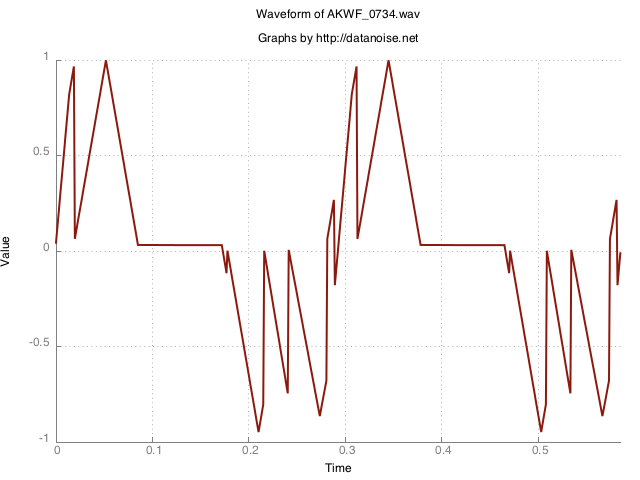 Waveform of AKWF_0734.wav
Graphs by http://datanoise.net
1
0.5
0
-0.5
-1
Value
0 0.1 0.2 0.3 0.4 0.5
Time